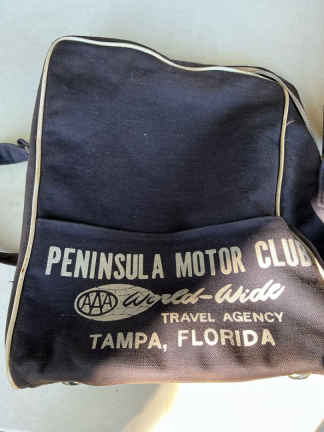 PENINSULA MOTOR CLUB
AAA World-Wide
TRAVEL AGENCY
TAMPA, FLORIDA